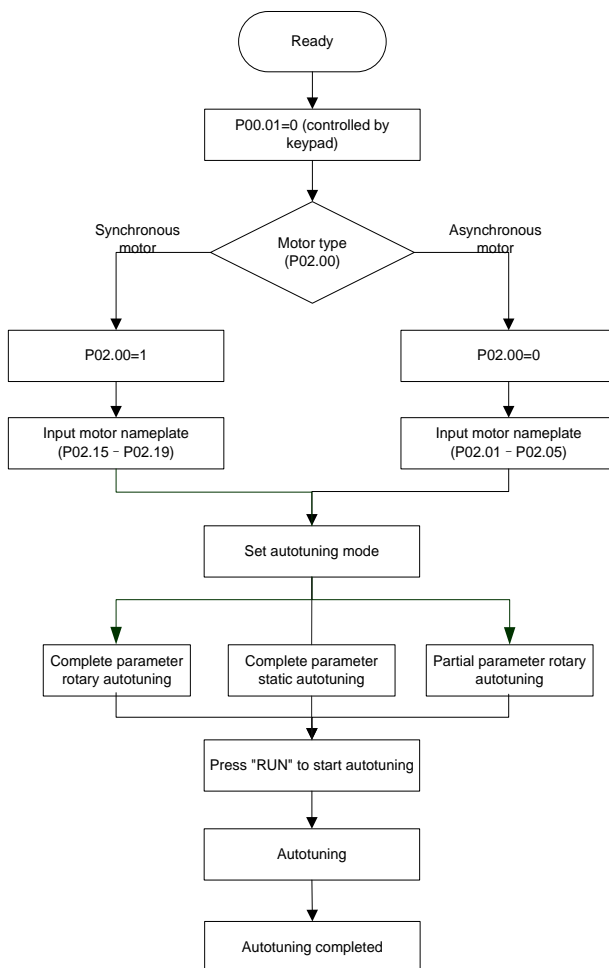 Ready
P00.01=0 (controlled by
keypad)
Synchronous
motor
Motor type
(P02.00)
Asynchronous
motor
P02.00=1
P02.00=0
Input motor nameplate
(P02.15﹣P02.19)
Input motor nameplate
(P02.01﹣P02.05)
Set autotuning mode
Complete parameter
rotary autotuning
Complete parameter
static autotuning
Partial parameter rotary
autotuning
Press "RUN" to start autotuning
Autotuning
Autotuning completed